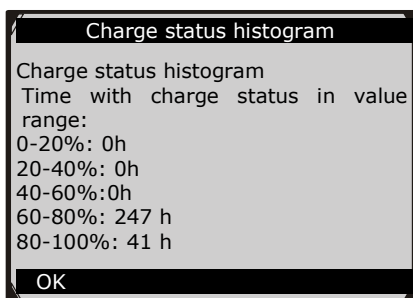 Charge status histogram
Charge status histogram
Time with charge status in value
range:
0-20%: 0h
20-40%: 0h
40-60%:0h
60-80%: 247 h
80-100%: 41 h
OK